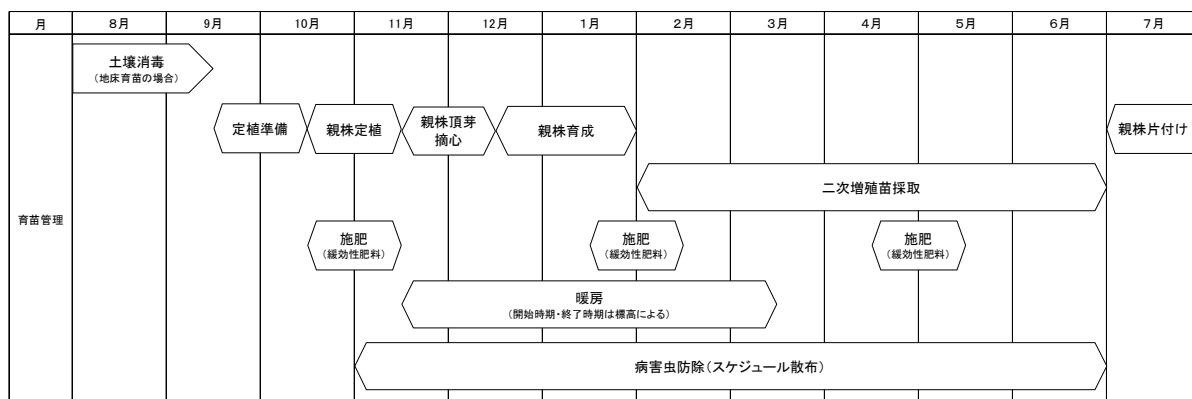 月 8月 9月 10月 11月 12月 1月 2月 3月 4月 5月 6月 7月
土壌消毒
(地床育苗の場合)
定植準備
親株定植
親株頂芽
摘心
親株育成
親株片付け
二次増殖苗採取
育苗管理
施肥
(緩効性肥料)
施肥
(緩効性肥料)
施肥
(緩効性肥料)
暖房
(開始時期・終了時期は標高による)
病害虫防除(スケジュール散布)